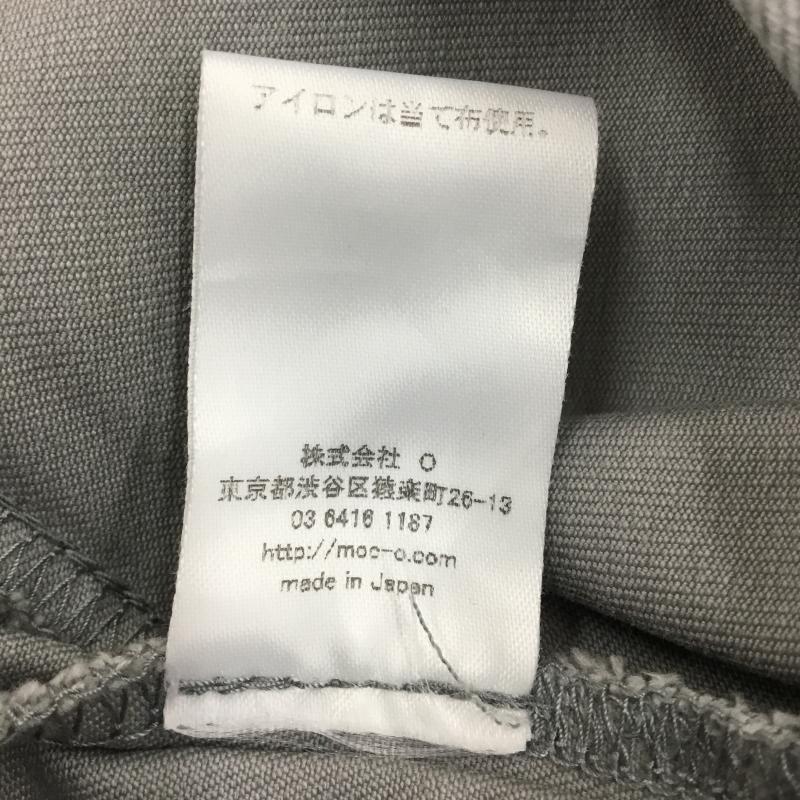 アイロンは当て布使用。
株式会社 O
東京都渋谷区猿楽町26-13
03 6416 1187
http://moc-o.com
made in Japan